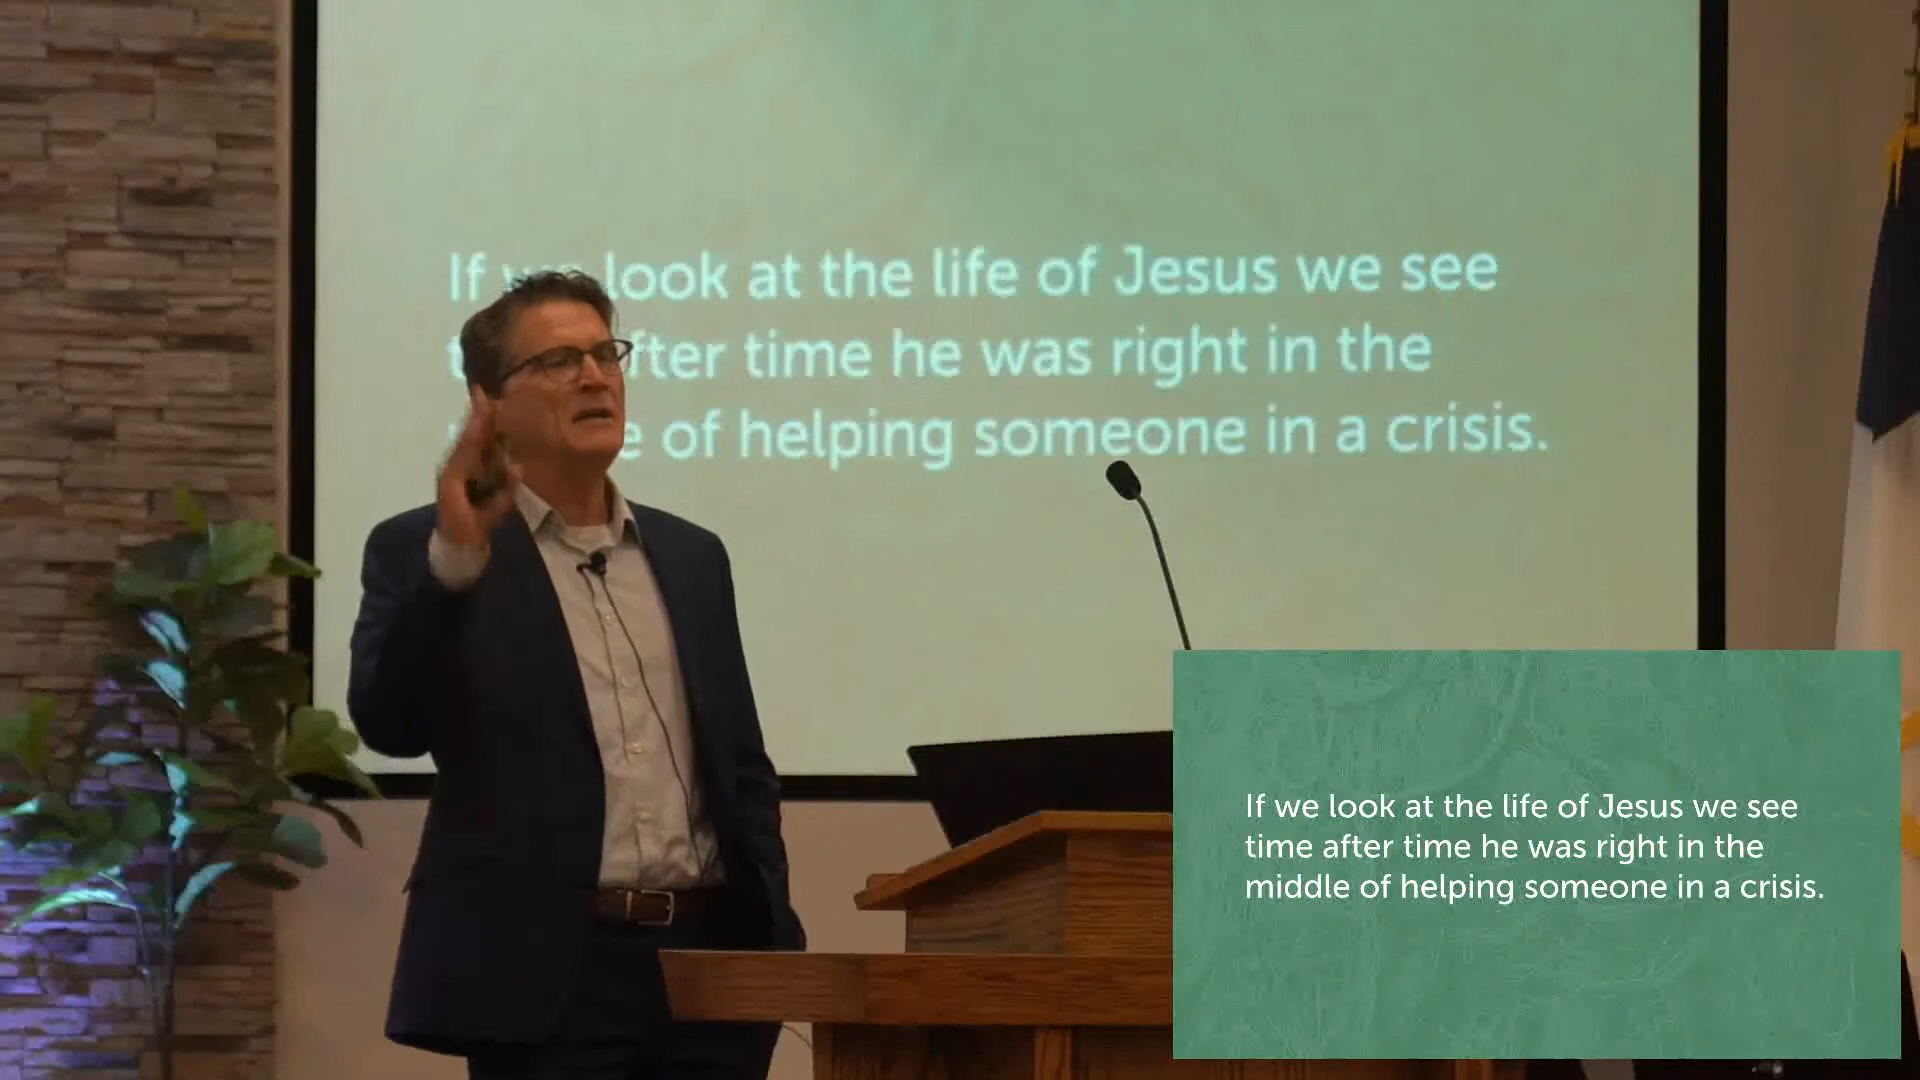 If look at the life of Jesus we see
after time he was right in the
of helping someone in a crisis.
If we look at the life of Jesus we see
time after time he was right in the
middle of helping someone in a crisis.